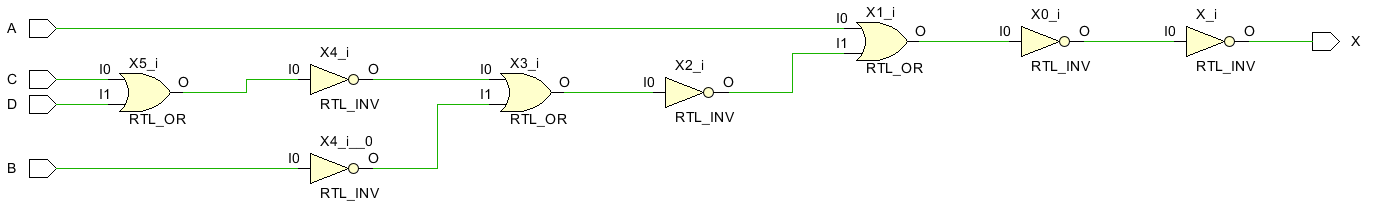 A
C
D
B
I0
I1
X5_i
O
RTL_OR
I0
X4_i
O
RTL_INV
I0
X4_i__0
O
RTL_INV
I0
I1
X3_i
O
RTL_OR
I0
X2_i
O
RTL_INV
I0
I1
X1_i
O
RTL_OR
I0
X0_i
O
RTL_INV
I0
X_i
O
RTL_INV
X